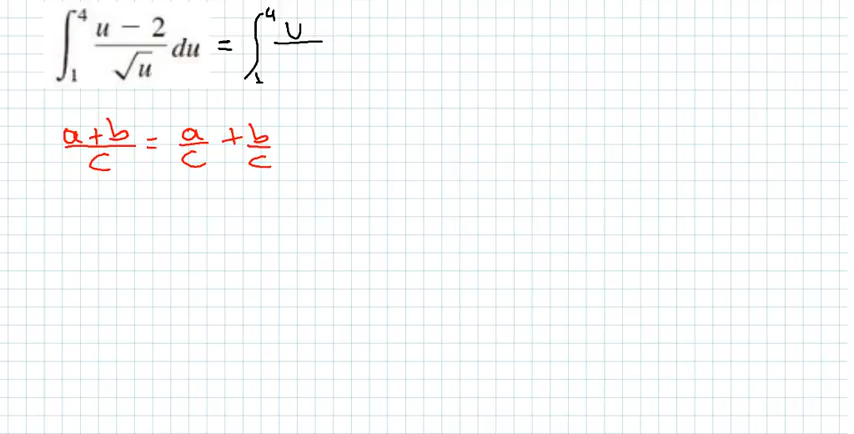 ∫₁⁴ (u − 2)/√u du = ∫₁⁴ u/
(a+b)/c = a/c + b/c